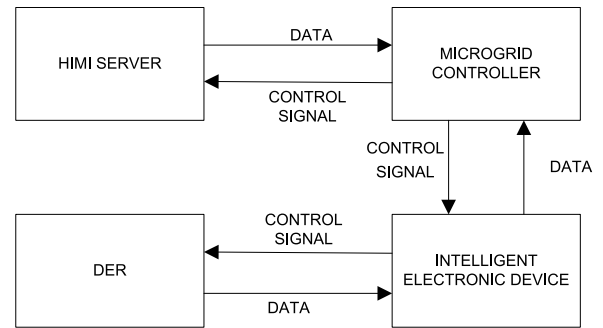 DATA
HIMI SERVER
MICROGRID
CONTROLLER
CONTROL
SIGNAL
CONTROL
SIGNAL
DATA
CONTROL
SIGNAL
DER
INTELLIGENT
ELECTRONIC DEVICE
DATA